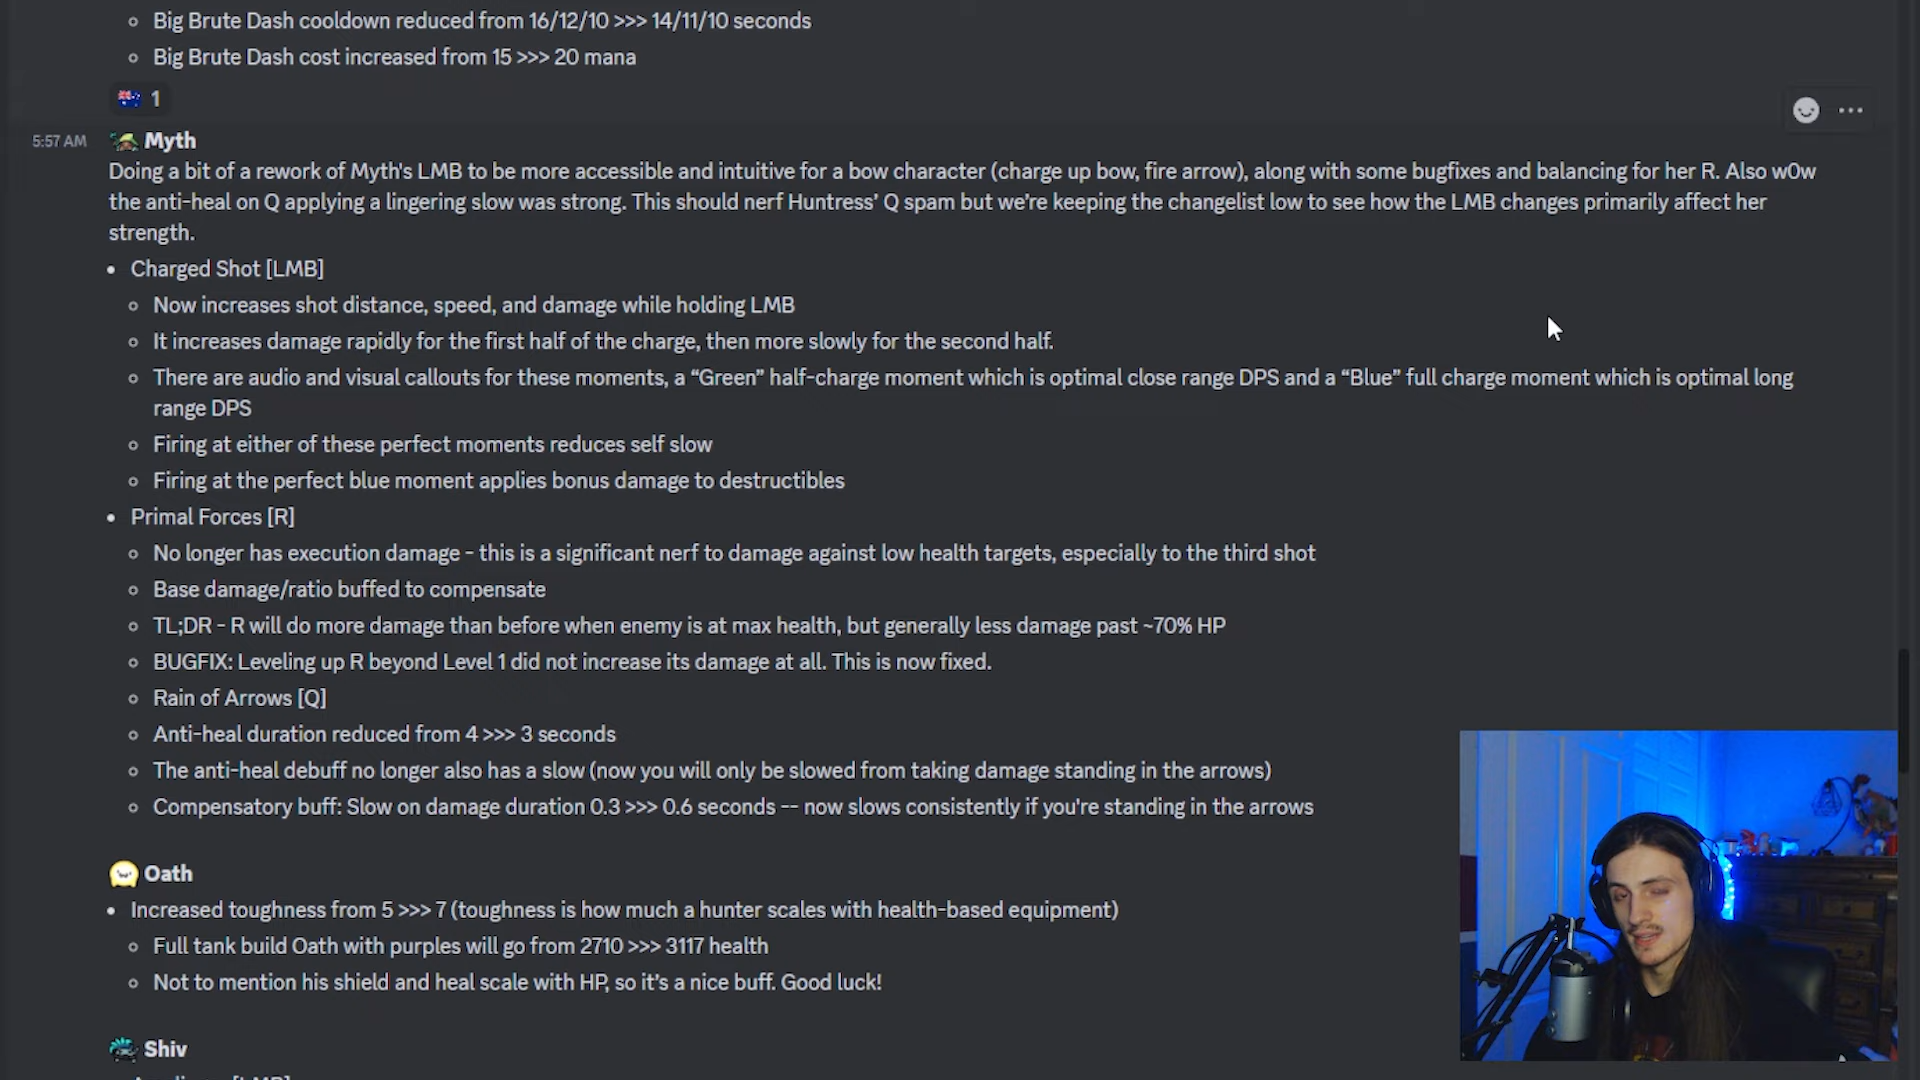 Big Brute Dash cooldown reduced from 16/12/10 >>> 14/11/10 seconds
Big Brute Dash cost increased from 15 >>> 20 mana
1
5:57 AM
Myth
Doing a bit of a rework of Myth's LMB to be more accessible and intuitive for a bow character (charge up bow, fire arrow), along with some bugfixes and balancing for her R. Also w0w
the anti-heal on Q applying a lingering slow was strong. This should nerf Huntress' Q spam but we're keeping the changelist low to see how the LMB changes primarily affect her
strength.
Charged Shot [LMB]
Now increases shot distance, speed, and damage while holding LMB
It increases damage rapidly for the first half of the charge, then more slowly for the second half.
There are audio and visual callouts for these moments, a “Green” half-charge moment which is optimal close range DPS and a “Blue” full charge moment which is optimal long
range DPS
Firing at either of these perfect moments reduces self slow
Firing at the perfect blue moment applies bonus damage to destructibles
Primal Forces [R]
No longer has execution damage - this is a significant nerf to damage against low health targets, especially to the third shot
Base damage/ratio buffed to compensate
TL;DR - R will do more damage than before when enemy is at max health, but generally less damage past ~70% HP
BUGFIX: Leveling up R beyond Level 1 did not increase its damage at all. This is now fixed.
Rain of Arrows [Q]
Anti-heal duration reduced from 4 >>> 3 seconds
The anti-heal debuff no longer also has a slow (now you will only be slowed from taking damage standing in the arrows)
Compensatory buff: Slow on damage duration 0.3 >>> 0.6 seconds -- now slows consistently if you're standing in the arrows
Oath
Increased toughness from 5 >>> 7 (toughness is how much a hunter scales with health-based equipment)
Full tank build Oath with purples will go from 2710 >>> 3117 health
Not to mention his shield and heal scale with HP, so it's a nice buff. Good luck!
Shiv
[LMB]